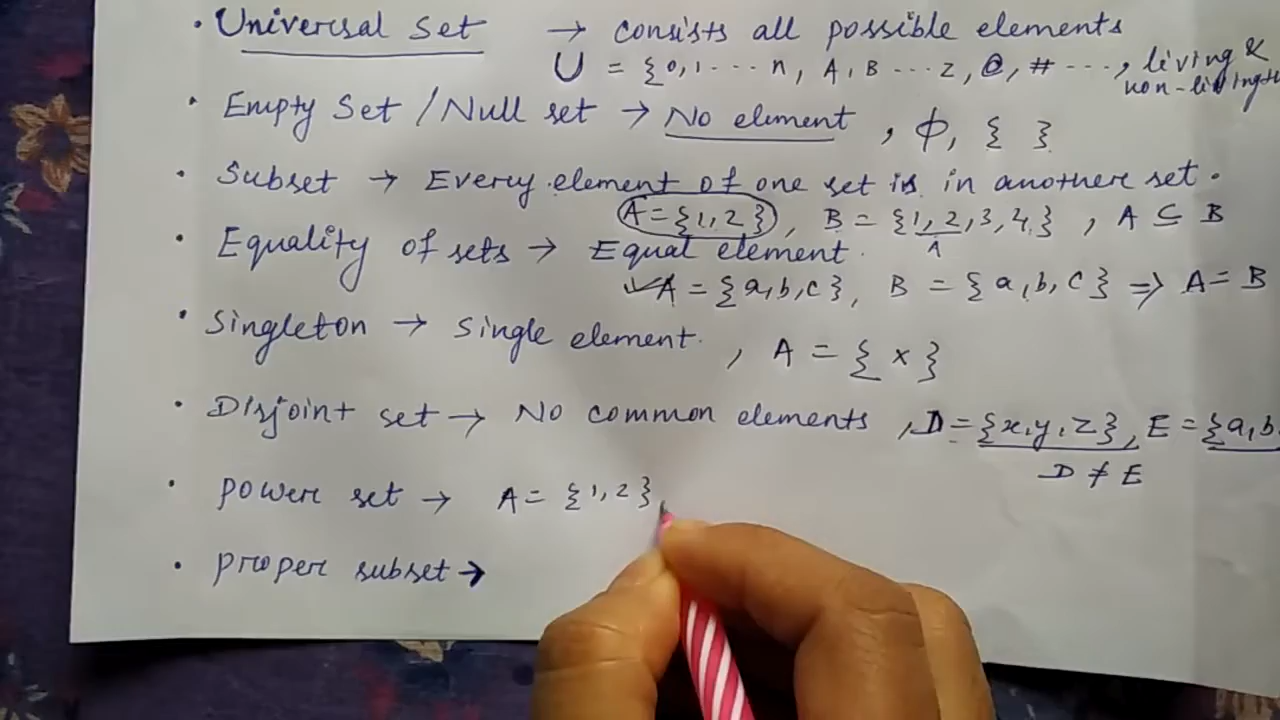 • Universal Set → consists all possible elements
U = {0, 1 ---- n, A, B --- Z, @, # ----, living &
non-living
• Empty Set / Null set → No element , φ, { }
• Subset → Every element of one set is in another set.
A = {1, 2}, B = {1, 2, 3, 4}, A ⊆ B
A
• Equality of sets → Equal element.
A = {a, b, c}, B = {a, b, c} => A = B
• Singleton → single element. , A = { x }
• Disjoint set → No common elements , D = {x, y, z}, E = {a, b
D ≠ E
• power set → A = {1, 2},
• proper subset →